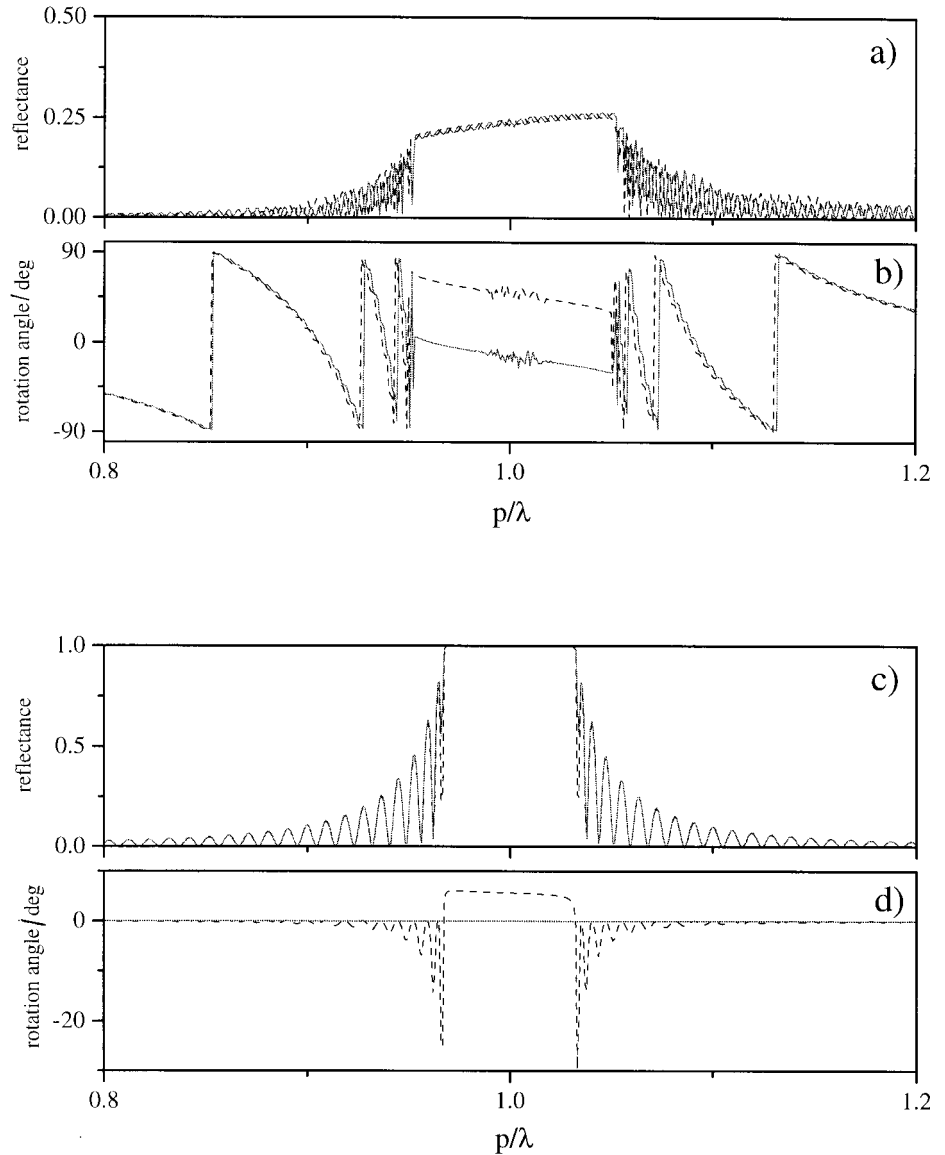 0.50
a)
reflectance
0.25
0.00
90
b)
rotation angle/deg
0
-90
0.8
1.0
1.2
p/λ
1.0
c)
reflectance
0.5
0.0
d)
rotation angle/deg
0
-20
0.8
1.0
1.2
p/λ